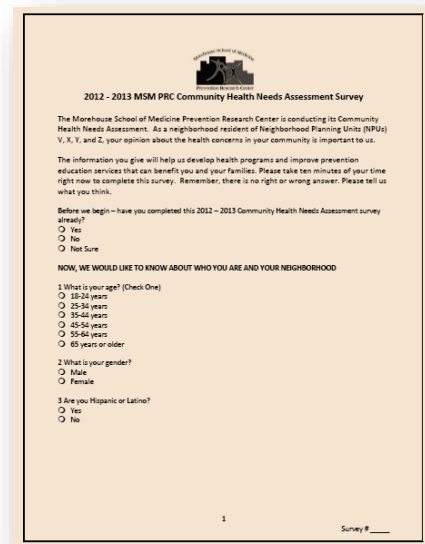 Morehouse School of Medicine
Prevention Research Center
2012 - 2013 MSM PRC Community Health Needs Assessment Survey
The Morehouse School of Medicine Prevention Research Center is conducting its Community
Health Needs Assessment. As a neighborhood resident of Neighborhood Planning Units (NPUs)
V, X, Y, and Z, your opinion about the health concerns in your community is important to us.
The information you give will help us develop health programs and improve prevention
education services that can benefit you and your families. Please take ten minutes of your time
right now to complete this survey. Remember, there is no right or wrong answer. Please tell us
what you think.
Before we begin – have you completed this 2012 – 2013 Community Health Needs Assessment survey
already?
Yes
No
Not Sure
NOW, WE WOULD LIKE TO KNOW ABOUT WHO YOU ARE AND YOUR NEIGHBORHOOD
1 What is your age? (Check One)
18-24 years
25-34 years
35-44 years
45-54 years
55-64 years
65 years or older
2 What is your gender?
Male
Female
3 Are you Hispanic or Latino?
Yes
No
1
Survey # _____